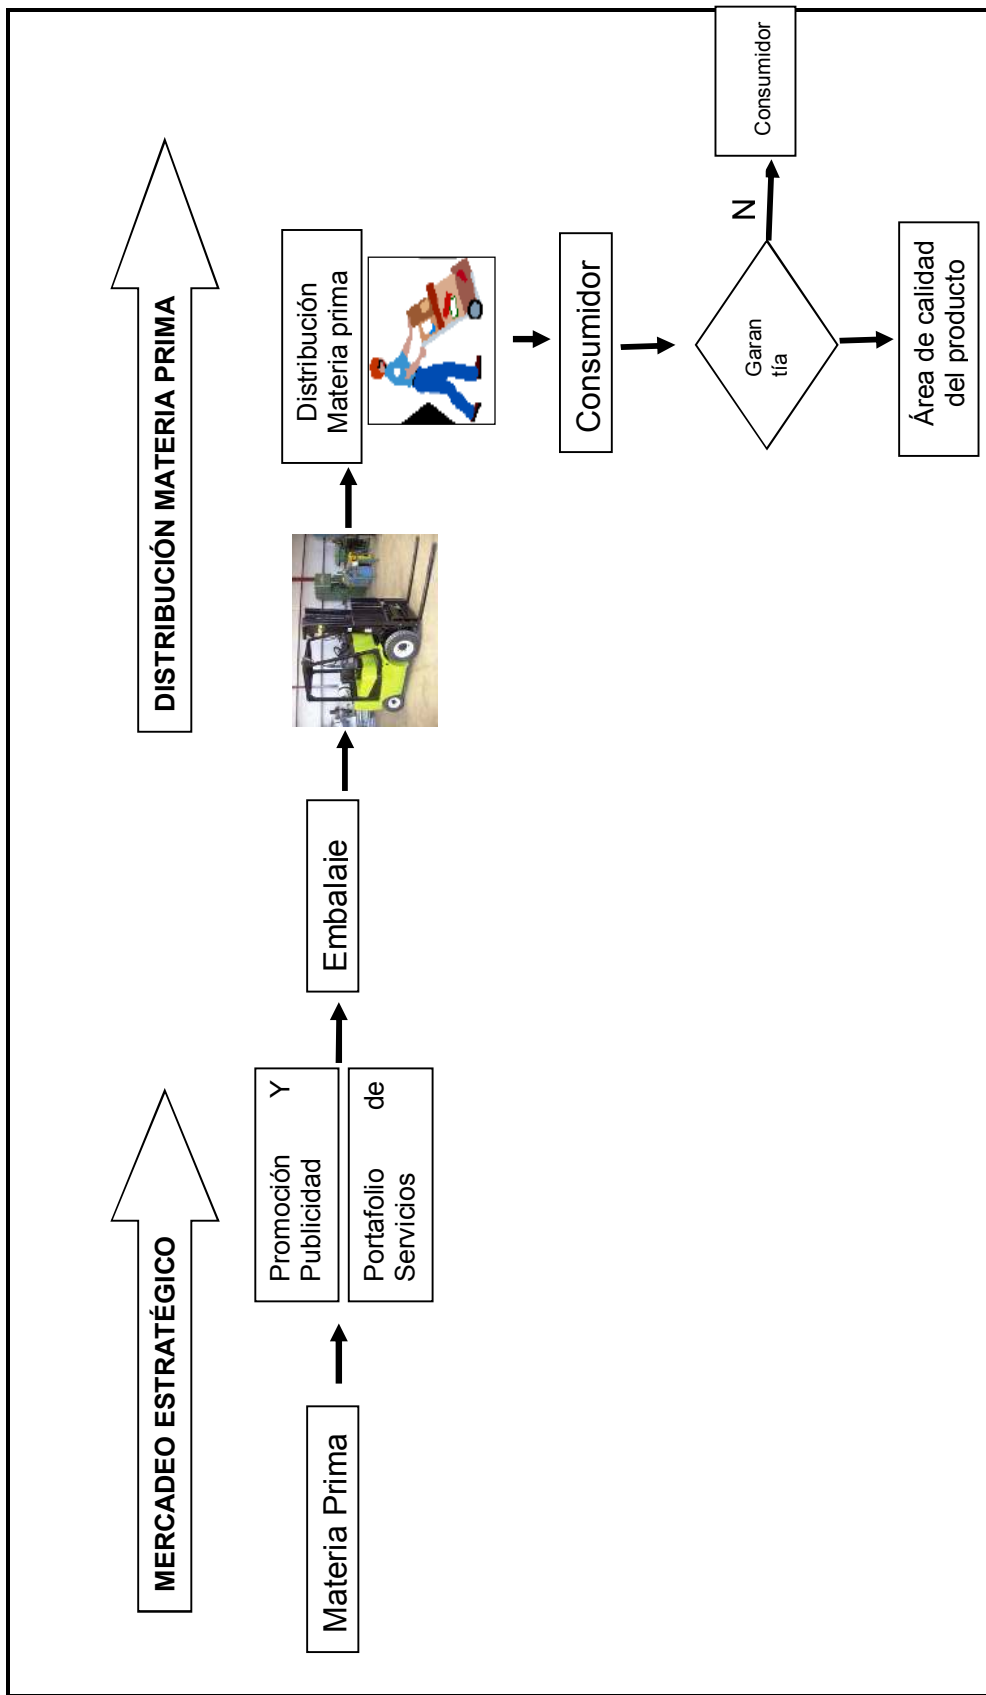 MERCADEO ESTRATÉGICO
DISTRIBUCIÓN MATERIA PRIMA
Materia Prima
Promoción Y
Publicidad
Portafolio de
Servicios
Embalaie
Distribución
Materia prima
Consumidor
Garan
tía
N
Consumidor
Área de calidad
del producto